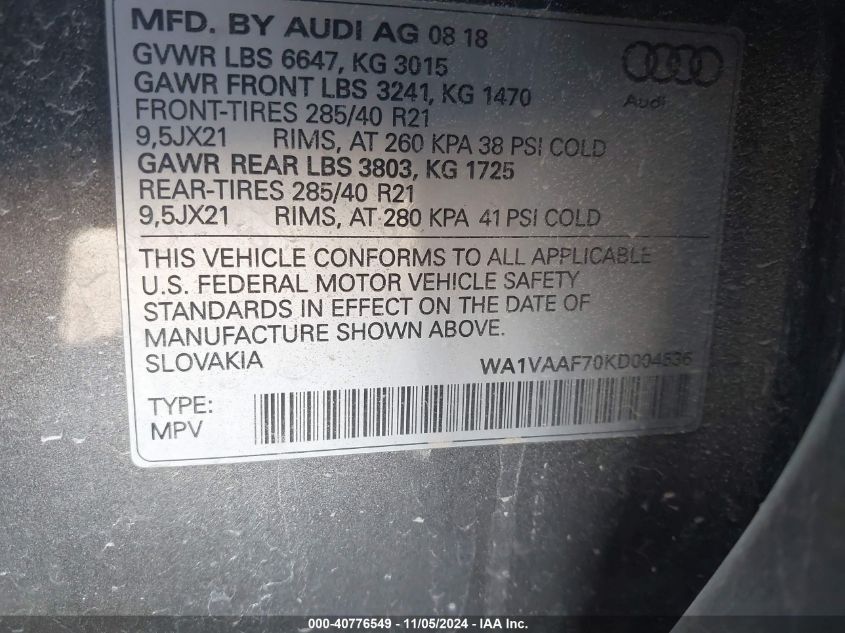 MFD. BY AUDI AG 08 18
GVWR LBS 6647, KG 3015
GAWR FRONT LBS 3241, KG 1470
FRONT-TIRES 285/40 R21
9,5JX21 RIMS, AT 260 KPA 38 PSI COLD
GAWR REAR LBS 3803, KG 1725
REAR-TIRES 285/40 R21
9,5JX21 RIMS, AT 280 KPA 41 PSI COLD
Audi
THIS VEHICLE CONFORMS TO ALL APPLICABLE
U.S. FEDERAL MOTOR VEHICLE SAFETY
STANDARDS IN EFFECT ON THE DATE OF
MANUFACTURE SHOWN ABOVE.
SLOVAKIA WA1VAAF70KD004536
TYPE:
MPV
000-40776549 - 11/05/2024 - IAA Inc.